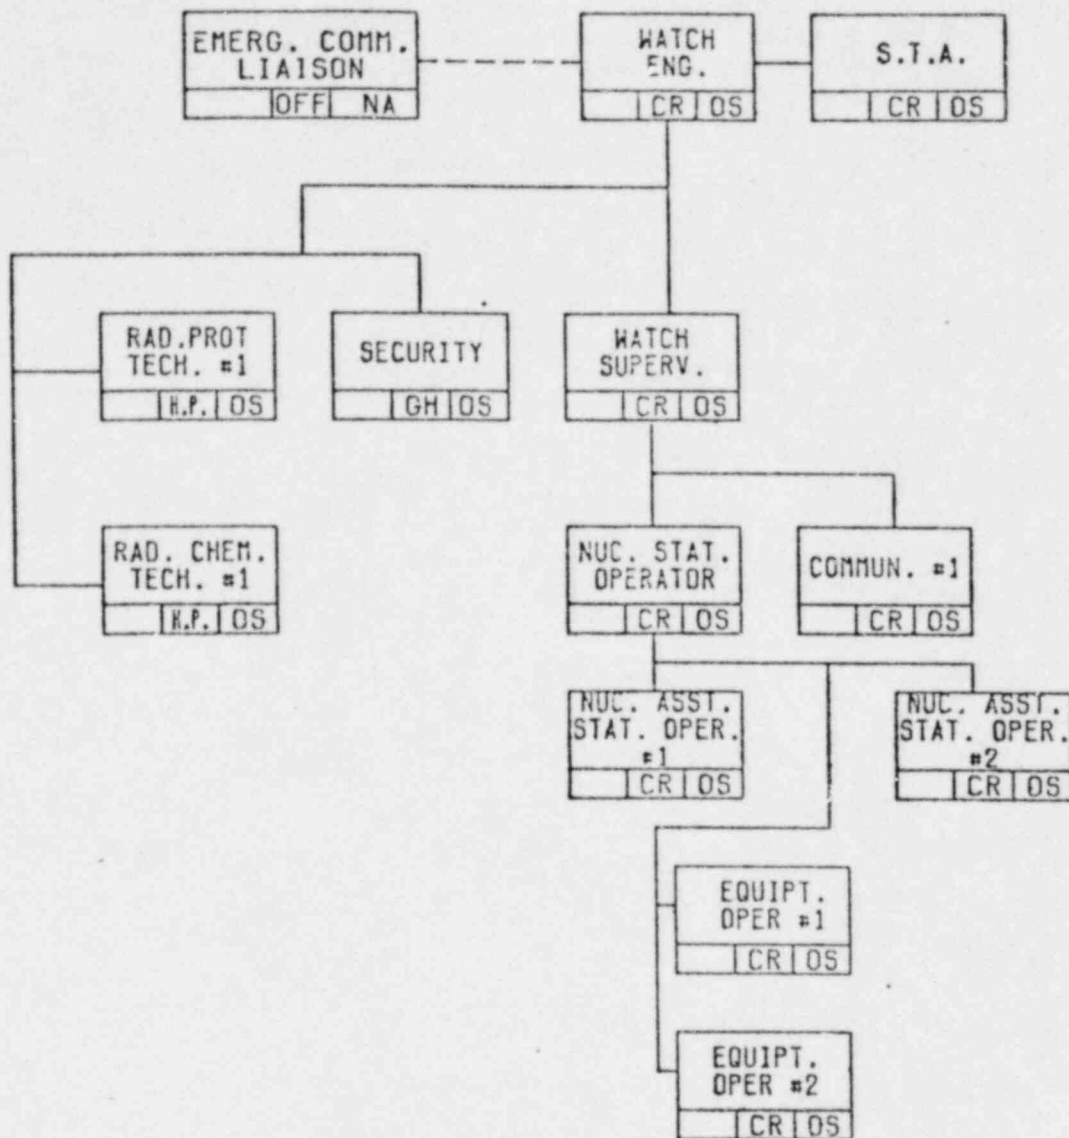 EMERG. COMM.
LIAISON
OFF NA
WATCH
ENG.
CR OS
S.T.A.
CR OS
RAD.PROT
TECH. #1
H.P. OS
SECURITY
GH OS
WATCH
SUPERV.
CR OS
RAD. CHEM.
TECH. #1
H.P. OS
NUC. STAT.
OPERATOR
CR OS
COMMUN. #1
CR OS
NUC. ASST.
STAT. OPER.
#1
CR OS
NUC. ASST.
STAT. OPER.
#2
CR OS
EQUIPT.
OPER #1
CR OS
EQUIPT.
OPER #2
CR OS